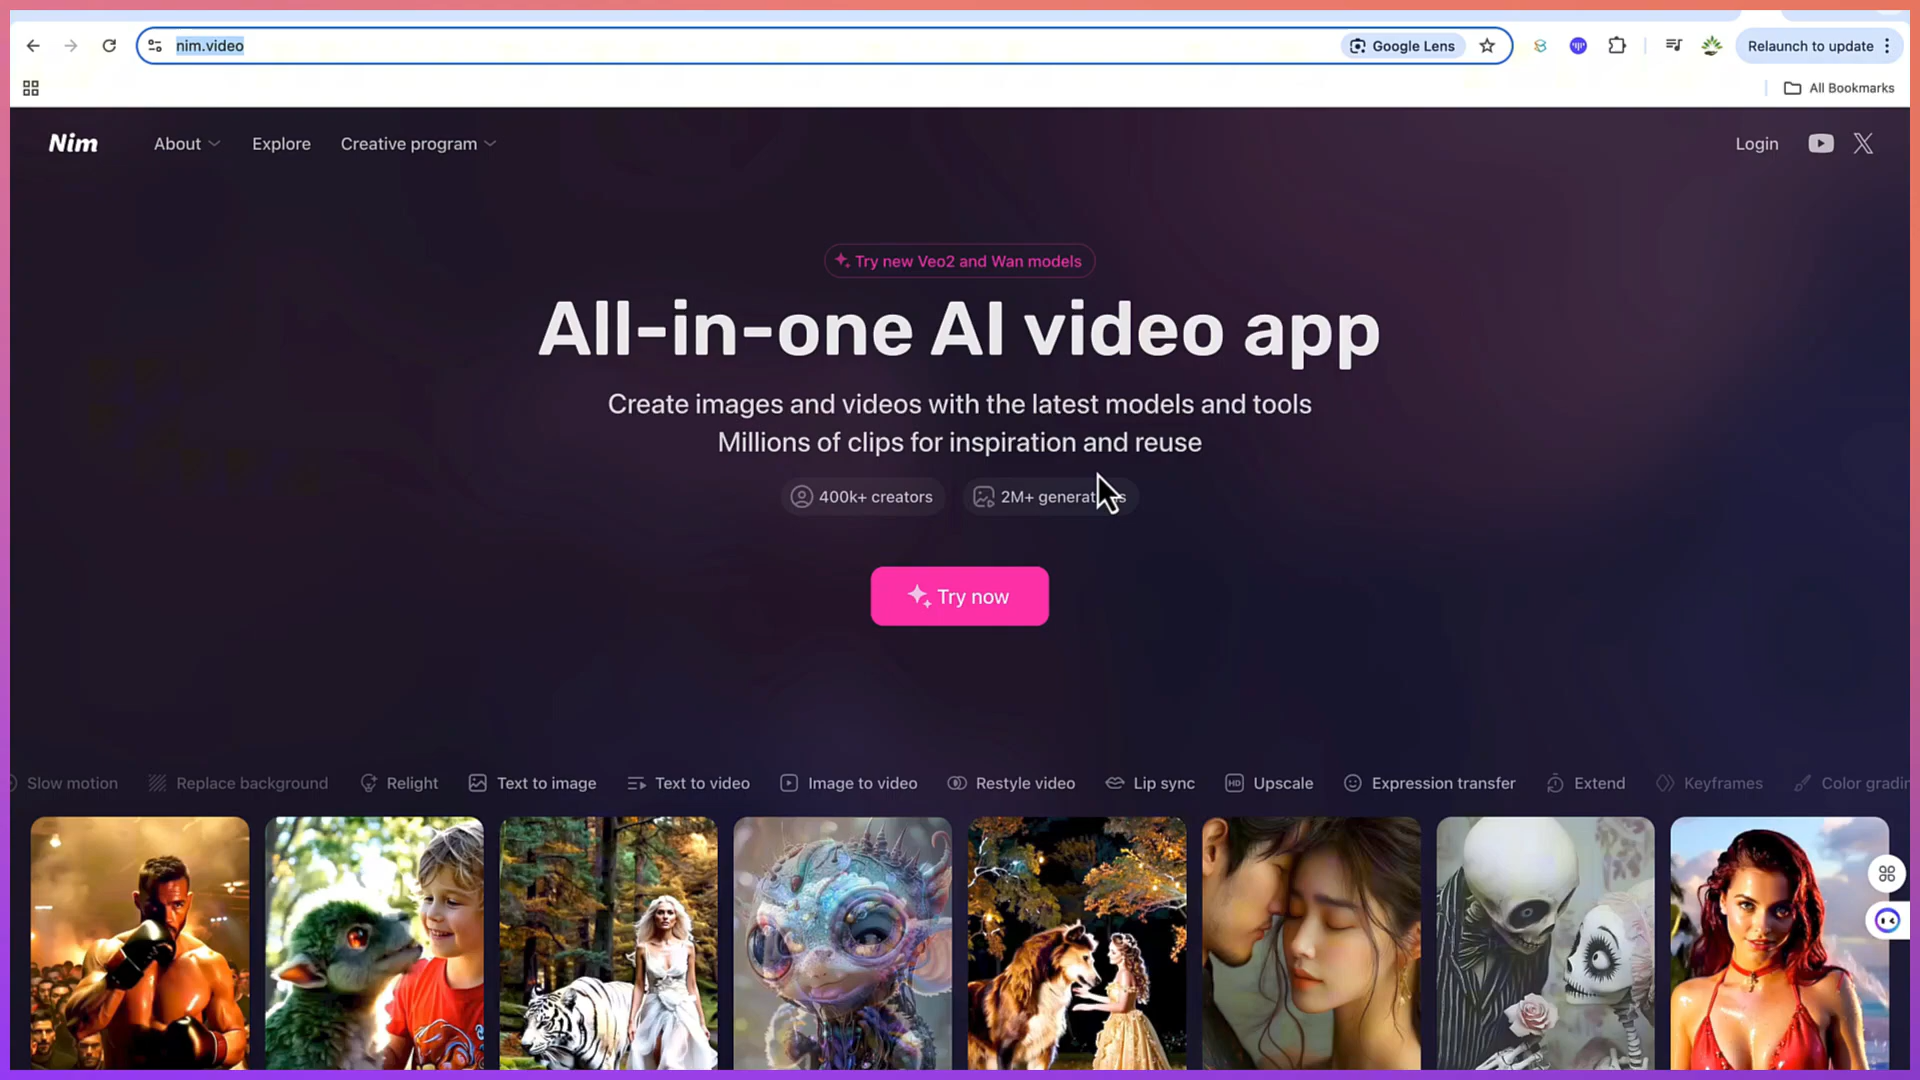 nim.video
Google Lens
Relaunch to update
All Bookmarks
Nim
About
Explore
Creative program
Login
Try new Veo2 and Wan models
All-in-one AI video app
Create images and videos with the latest models and tools
Millions of clips for inspiration and reuse
400k+ creators
2M+
Try now
Slow motion
Replace background
Relight
Text to image
Text to video
Image to video
Restyle video
Lip sync
HD
Upscale
Expression transfer
Extend
Keyframes
Color